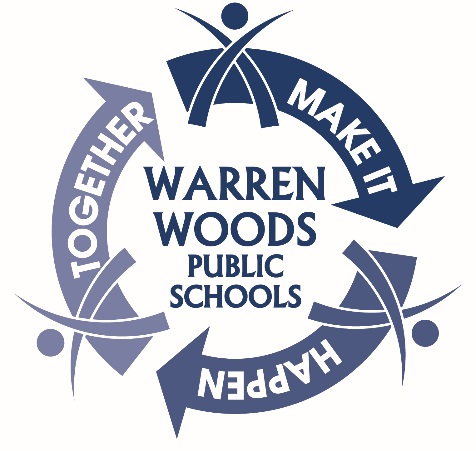 TOGETHER
MAKE IT
HAPPEN
WARREN
WOODS
PUBLIC
SCHOOLS